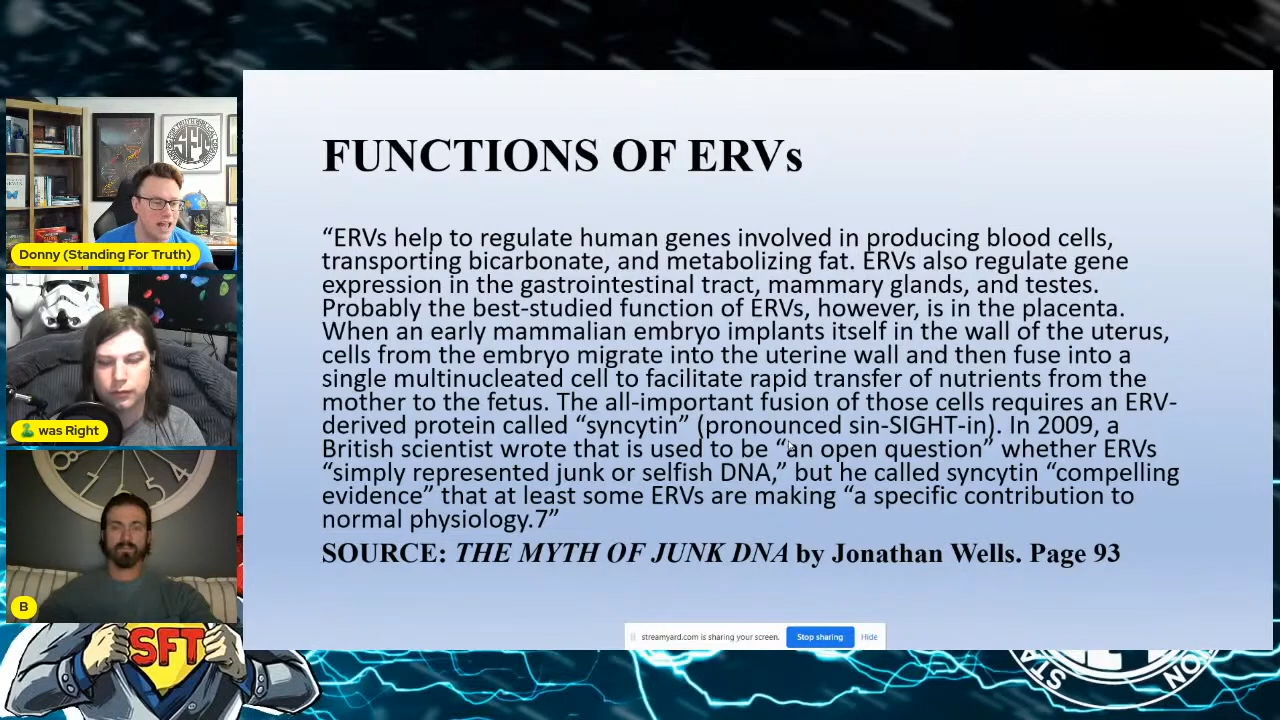 FUNCTIONS OF ERVs
“ERVs help to regulate human genes involved in producing blood cells,
transporting bicarbonate, and metabolizing fat. ERVs also regulate gene
expression in the gastrointestinal tract, mammary glands, and testes.
Probably the best-studied function of ERVs, however, is in the placenta.
When an early mammalian embryo implants itself in the wall of the uterus,
cells from the embryo migrate into the uterine wall and then fuse into a
single multinucleated cell to facilitate rapid transfer of nutrients from the
mother to the fetus. The all-important fusion of those cells requires an ERV-
derived protein called “syncytin” (pronounced sin-SIGHT-in). In 2009, a
British scientist wrote that is used to be “an open question” whether ERVs
“simply represented junk or selfish DNA,” but he called syncytin “compelling
evidence” that at least some ERVs are making “a specific contribution to
normal physiology.7”
SOURCE: THE MYTH OF JUNK DNA by Jonathan Wells. Page 93
streamyard.com is sharing your screen. Stop sharing Hide
SFT
Donny (Standing For Truth)
was Right
B
SFT